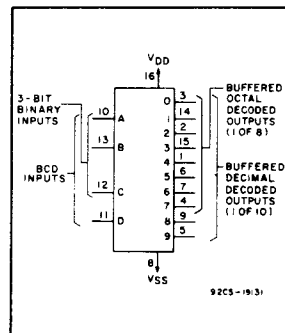 VDD
16
3-BIT
BINARY
INPUTS
BCD
INPUTS
10 A
13 B
12 C
11 D
0 3
1 14
2 2
3 15
4 1
5 6
6 7
7 4
8 9
9 5
BUFFERED
OCTAL
DECODED
OUTPUTS
(1 OF 8)
BUFFERED
DECIMAL
DECODED
OUTPUTS
(1 OF 10)
8
VSS
92CS-19131